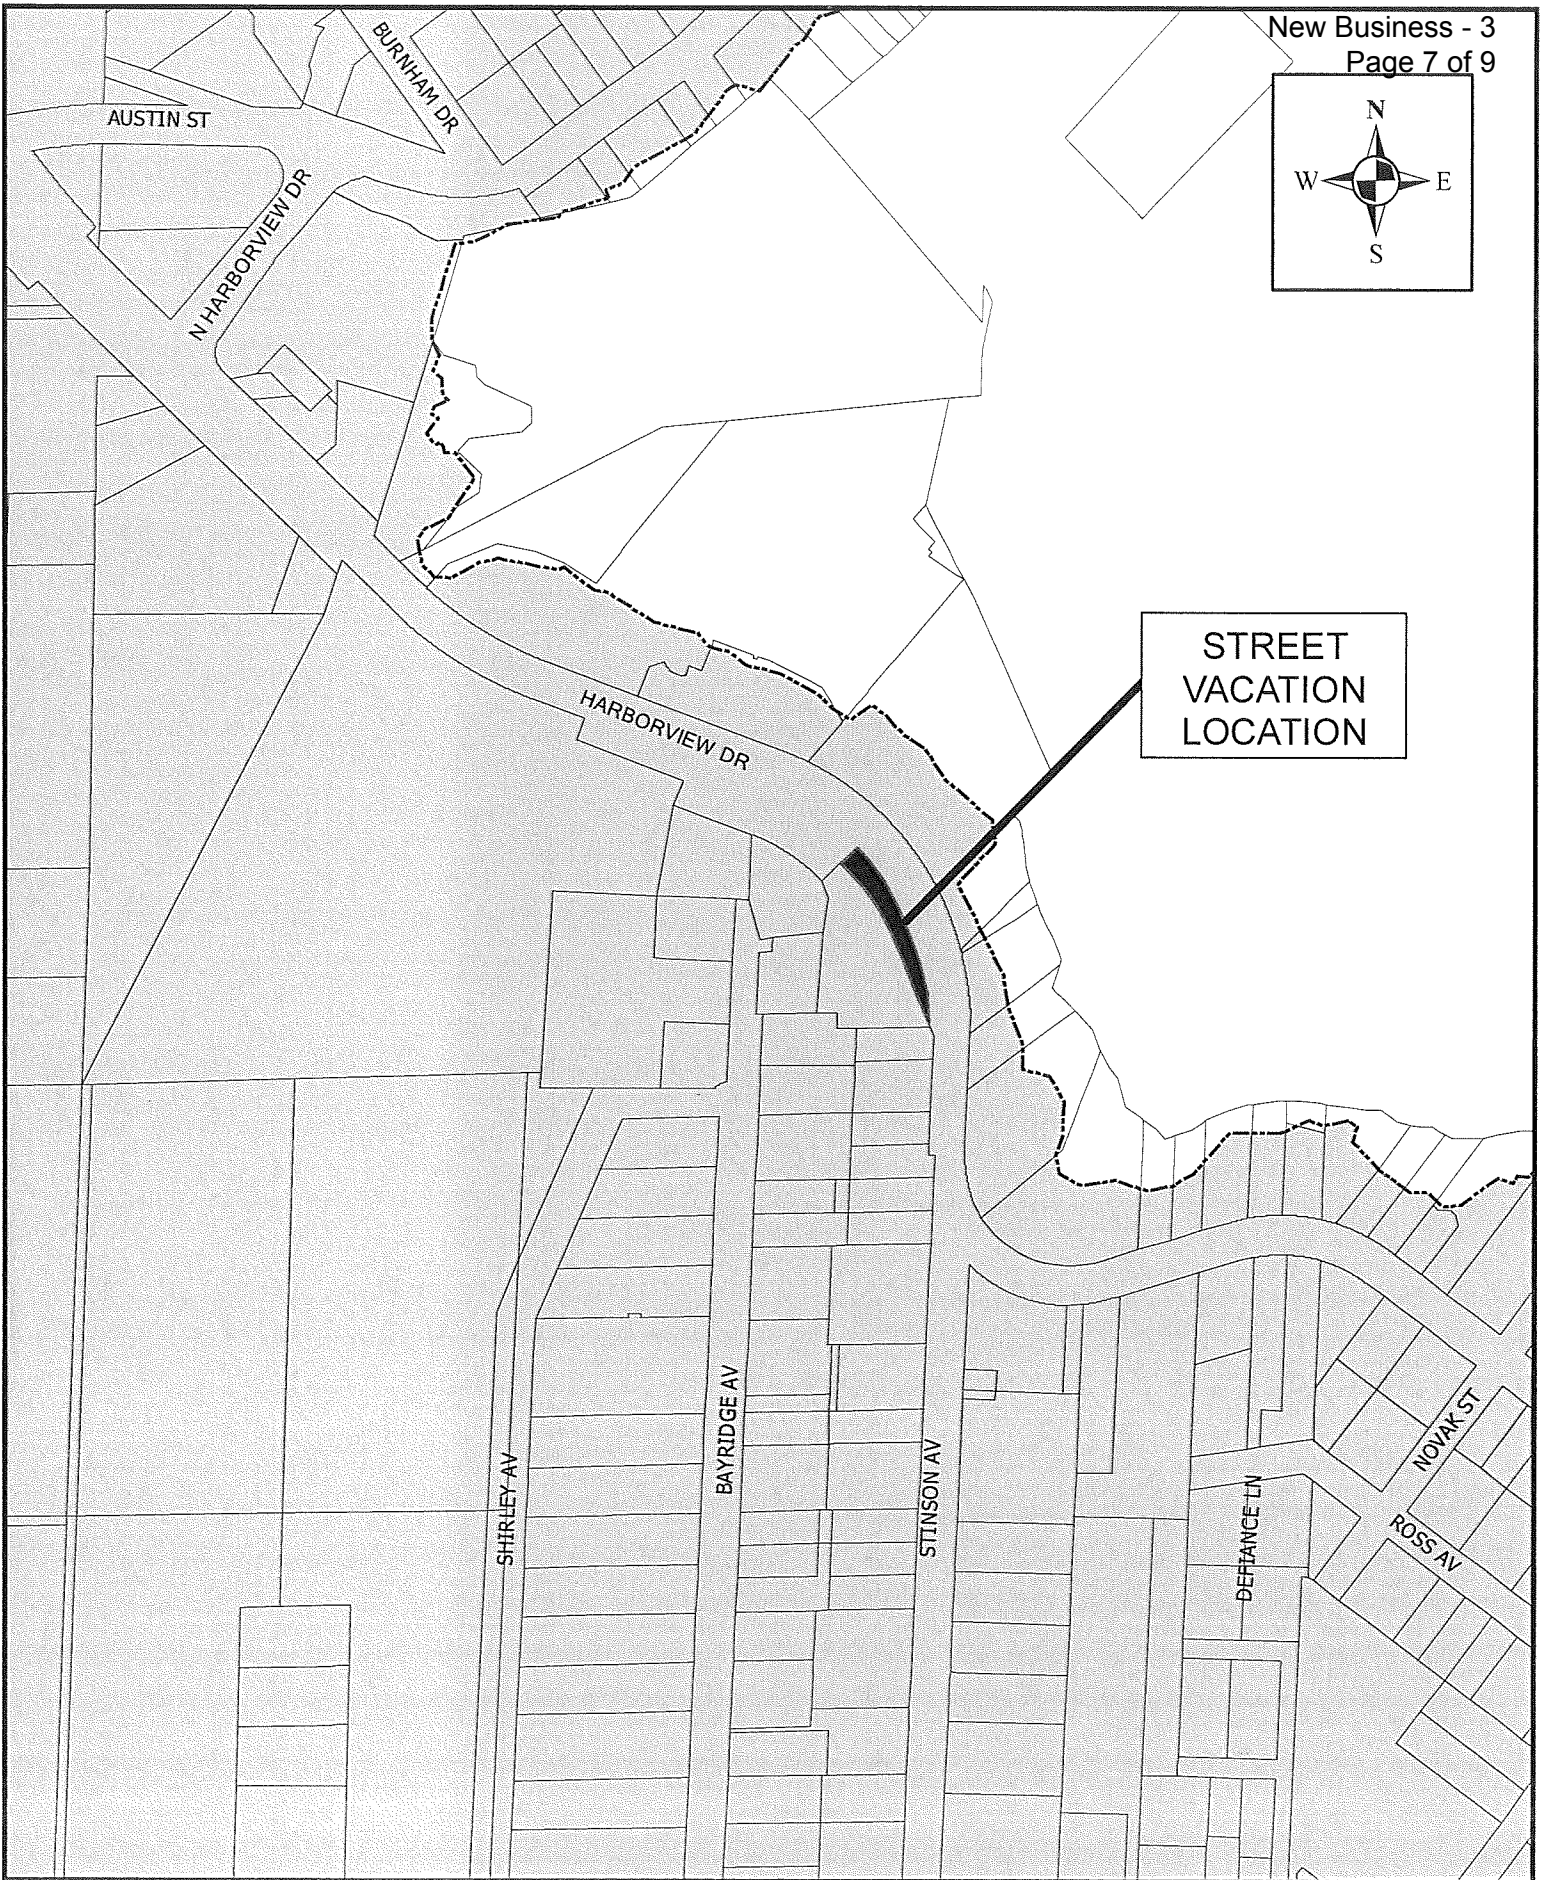 New Business - 3
Page 7 of 9
N
W E
S
BURNHAM DR
AUSTIN ST
N HARBORVIEW DR
STREET
VACATION
LOCATION
HARBORVIEW DR
SHIRLEY AV
BAYRIDGE AV
STINSON AV
DEFIANCE LN
NOVAK ST
ROSS AV